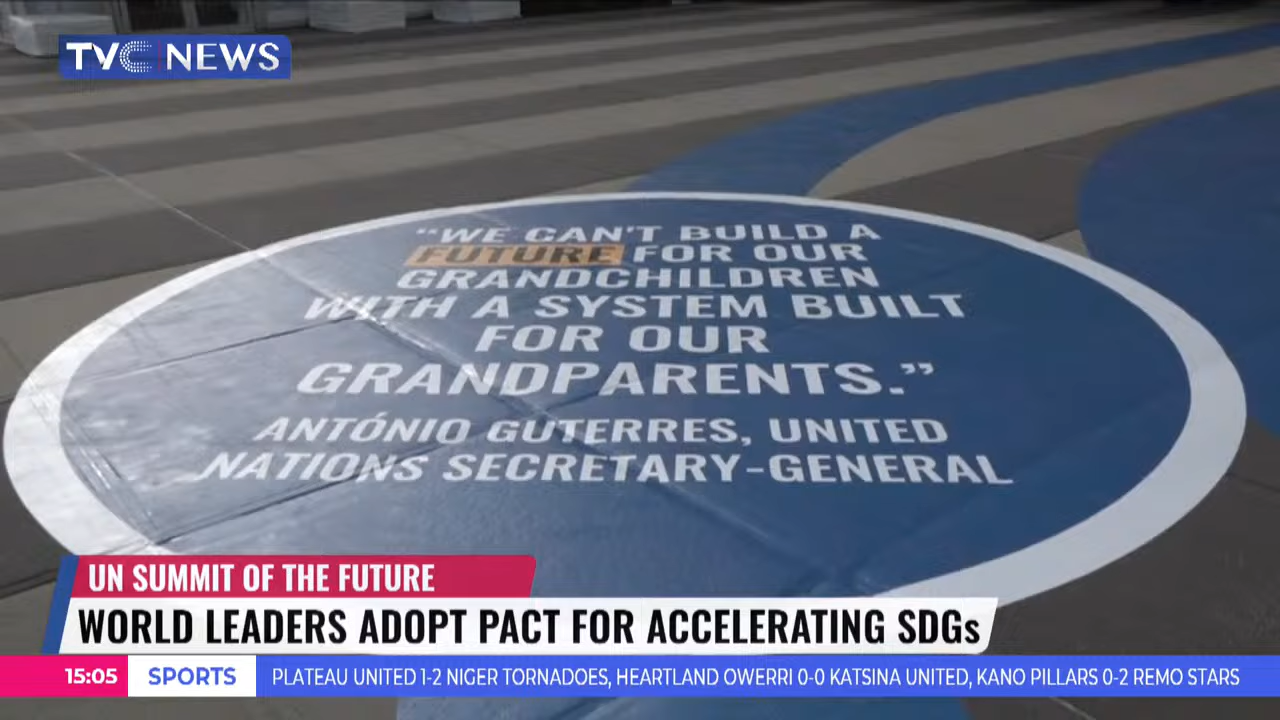 TVC NEWS
“WE CAN'T BUILD A
FUTURE FOR OUR
GRANDCHILDREN
WITH A SYSTEM BUILT
FOR OUR
GRANDPARENTS.”
ANTÓNIO GUTERRES, UNITED
NATIONS SECRETARY-GENERAL
UN SUMMIT OF THE FUTURE
WORLD LEADERS ADOPT PACT FOR ACCELERATING SDGs
15:05 SPORTS PLATEAU UNITED 1-2 NIGER TORNADOES, HEARTLAND OWERRI 0-0 KATSINA UNITED, KANO PILLARS 0-2 REMO STARS